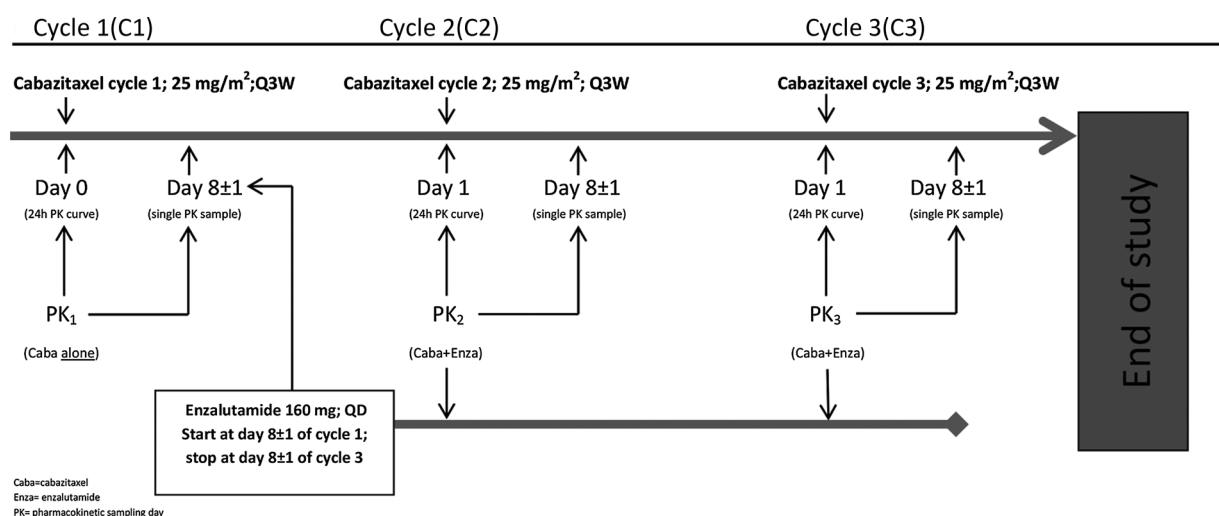 Cycle 1(C1)
Cycle 2(C2)
Cycle 3(C3)
Cabazitaxel cycle 1; 25 mg/m²;Q3W
Cabazitaxel cycle 2; 25 mg/m²; Q3W
Cabazitaxel cycle 3; 25 mg/m²;Q3W
Day 0
(24h PK curve)
Day 8±1
(single PK sample)
Day 1
(24h PK curve)
Day 8±1
(single PK sample)
Day 1
(24h PK curve)
Day 8±1
(single PK sample)
PK₁
(Caba alone)
PK₂
(Caba+Enza)
PK₃
(Caba+Enza)
Enzalutamide 160 mg; QD
Start at day 8±1 of cycle 1;
stop at day 8±1 of cycle 3
End of study
Caba=cabazitaxel
Enza= enzalutamide
PK= pharmacokinetic sampling day